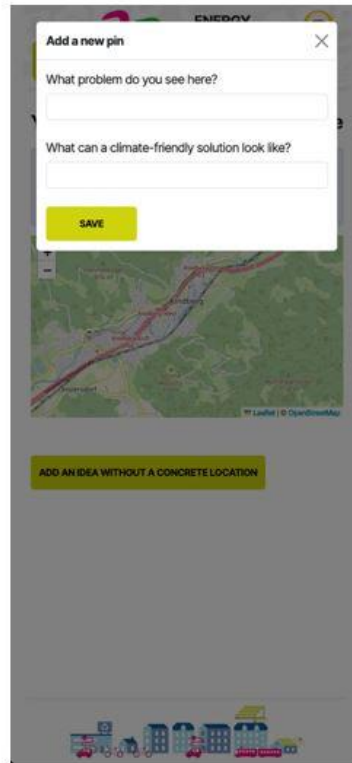 ENERGY
Add a new pin
What problem do you see here?
What can a climate-friendly solution look like?
SAVE
+
−
Kindberg
Leaflet | © OpenStreetMap
ADD AN IDEA WITHOUT A CONCRETE LOCATION